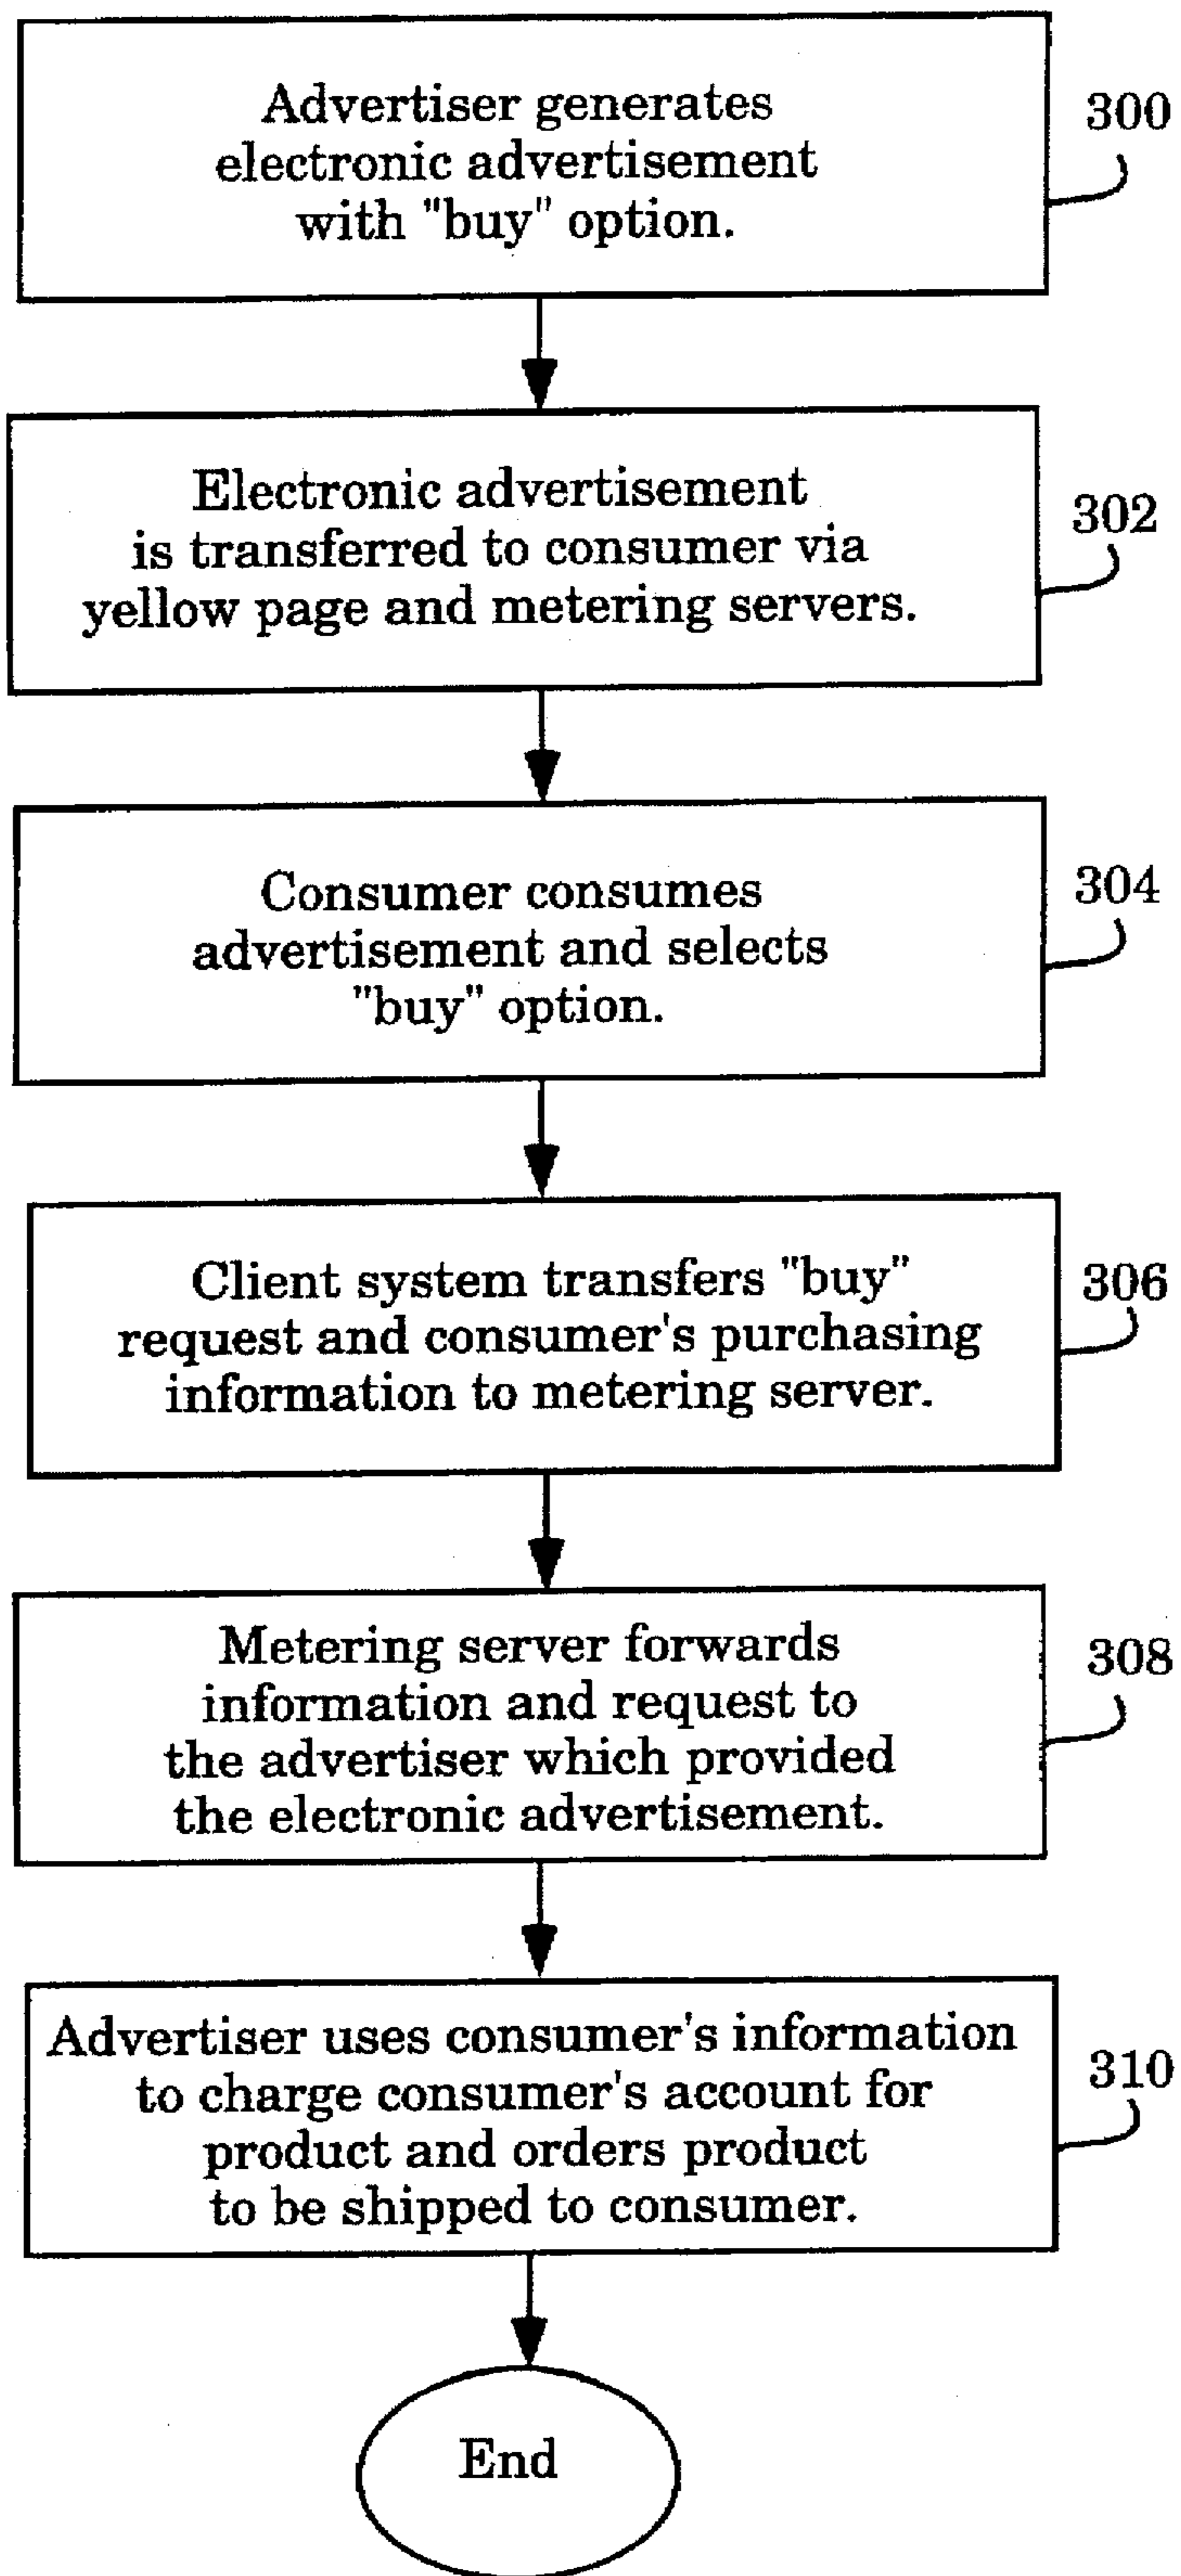 Advertiser generates
electronic advertisement
with "buy" option.
300
Electronic advertisement
is transferred to consumer via
yellow page and metering servers.
302
Consumer consumes
advertisement and selects
"buy" option.
304
Client system transfers "buy"
request and consumer's purchasing
information to metering server.
306
Metering server forwards
information and request to
the advertiser which provided
the electronic advertisement.
308
Advertiser uses consumer's information
to charge consumer's account for
product and orders product
to be shipped to consumer.
310
End